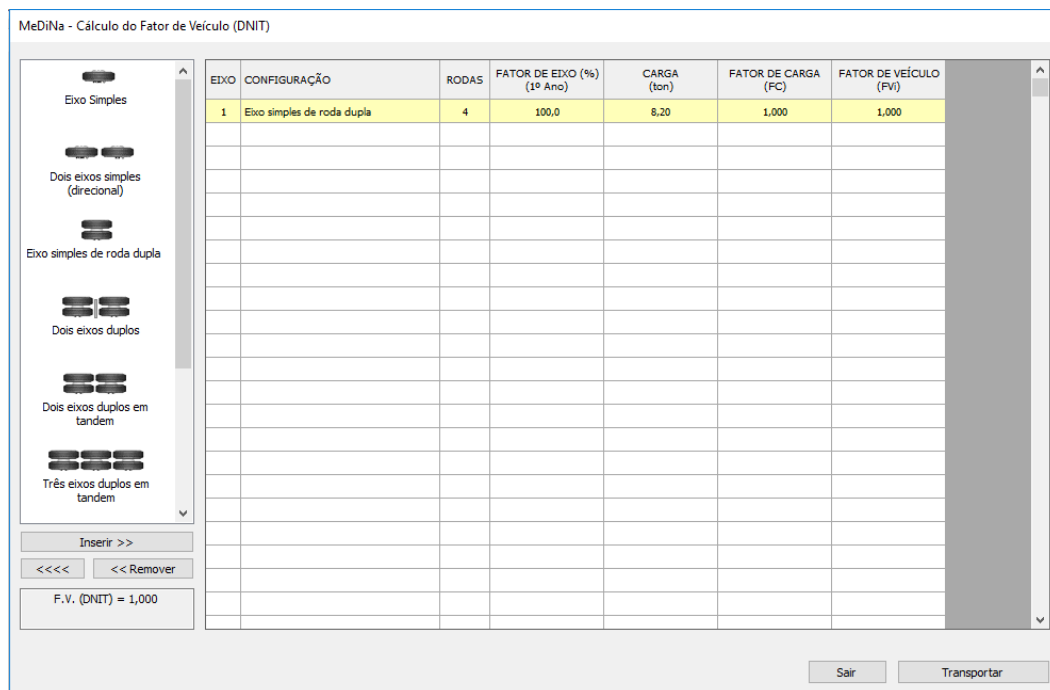 MeDiNa - Cálculo do Fator de Veículo (DNIT)
Eixo Simples
Dois eixos simples
(direcional)
Eixo simples de roda dupla
Dois eixos duplos
Dois eixos duplos em
tandem
Três eixos duplos em
tandem
Inserir >>
<<<< << Remover
F.V. (DNIT) = 1,000
EIXO CONFIGURAÇÃO RODAS FATOR DE EIXO (%) (1º Ano) CARGA (ton) FATOR DE CARGA (FC) FATOR DE VEÍCULO (FVi)
1 Eixo simples de roda dupla 4 100,0 8,20 1,000 1,000
Sair Transportar